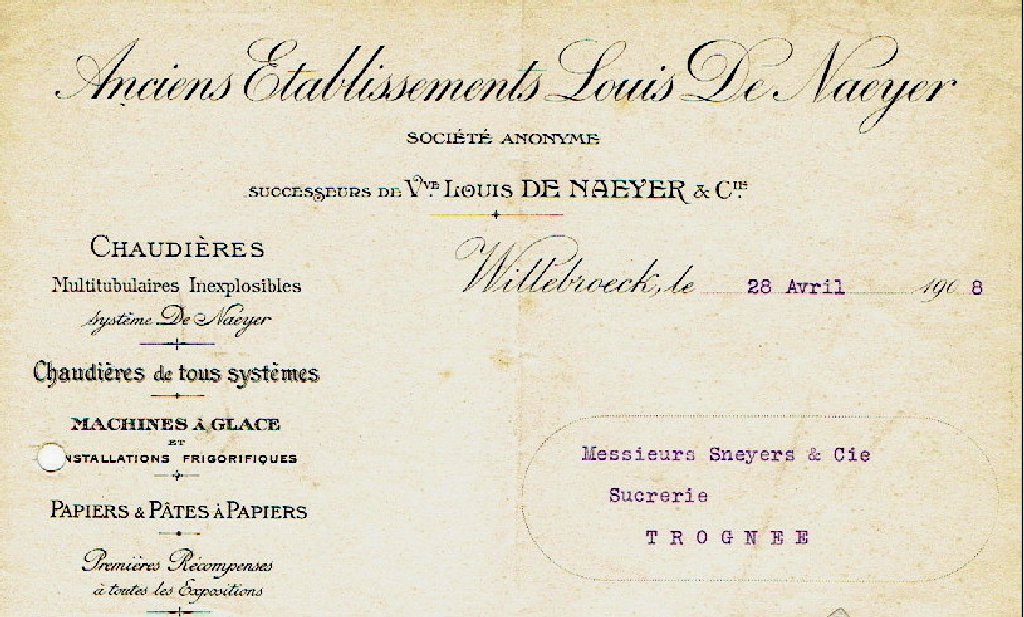 Anciens Etablissements Louis De Naeyer
SOCIÉTÉ ANONYME
SUCCESSEURS DE Vve LOUIS DE NAEYER & Cie
Willebroeck, le 28 Avril 1908
CHAUDIÈRES
Multitubulaires Inexplosibles
système De Naeyer
Chaudières de tous systèmes
MACHINES À GLACE
ET
NSTALLATIONS FRIGORIFIQUES
PAPIERS & PÂTES À PAPIERS
Premières Récompenses
à toutes les Expositions
Messieurs Sneyers & Cie
Sucrerie
TROGNEE